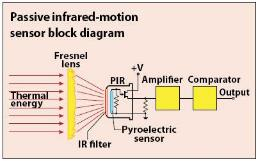 Passive infrared-motion
sensor block diagram
Fresnel
lens
+V
PIR
Amplifier
Comparator
Output
Thermal
energy
IR filter
Pyroelectric
sensor